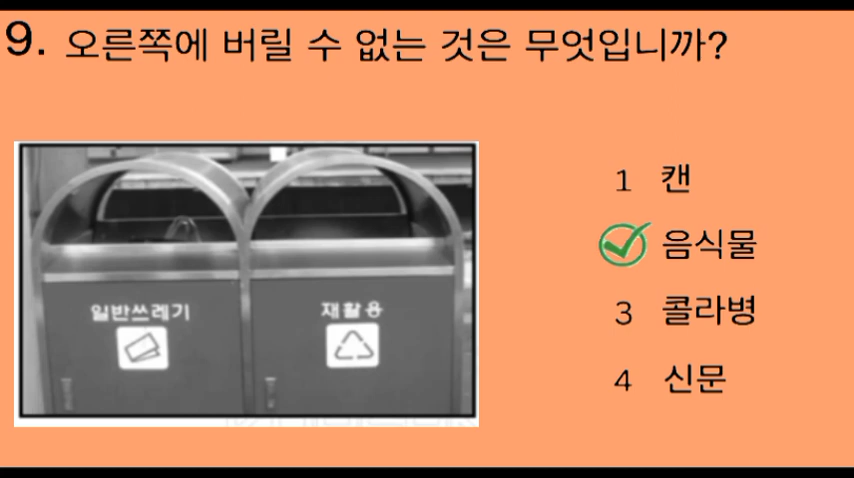 9. 오른쪽에 버릴 수 없는 것은 무엇입니까?
일반쓰레기
재활용
1 캔
음식물
3 콜라병
4 신문